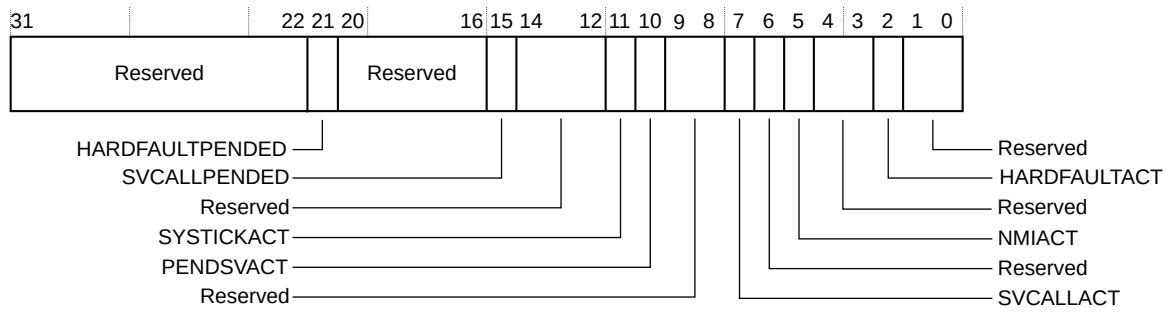 31 22 21 20 16 15 14 12 11 10 9 8 7 6 5 4 3 2 1 0
Reserved Reserved
HARDFAULTPENDED Reserved
SVCALLPENDED HARDFAULTACT
Reserved Reserved
SYSTICKACT NMIACT
PENDSVACT Reserved
Reserved SVCALLACT